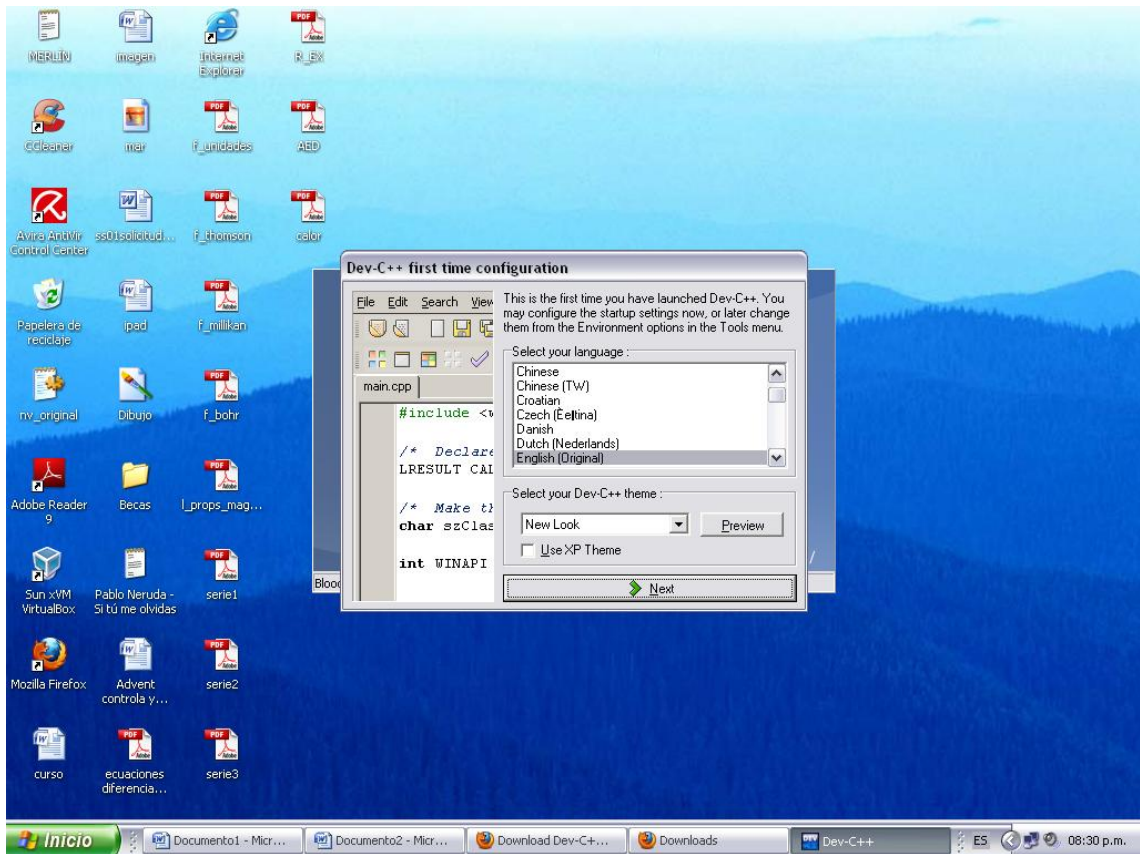 MERLÍN
imagen
Internet
Explorer
R_EX
CCleaner
mar
f_unidades
AED
Avira AntiVir
Control Center
ss01solicitud...
f_thomson
calor
Papelera de
reciclaje
ipad
f_millikan
nv_original
Dibujo
f_bohr
Adobe Reader
9
Becas
l_props_mag...
Sun xVM
VirtualBox
Pablo Neruda -
Si tú me olvidas
serie1
Mozilla Firefox
Advent
controla y...
serie2
curso
ecuaciones
diferencia...
serie3
Dev-C++ first time configuration
File Edit Search View
main.cpp
#include <w
/* Declare
LRESULT CAL
/* Make th
char szClas
int WINAPI
This is the first time you have launched Dev-C++. You
may configure the startup settings now, or later change
them from the Environment options in the Tools menu.
Select your language :
Chinese
Chinese (TW)
Croatian
Czech (Èeština)
Danish
Dutch (Nederlands)
English (Original)
Select your Dev-C++ theme :
New Look
Preview
Use XP Theme
Next
Bloo
Inicio
Documento1 - Micr...
Documento2 - Micr...
Download Dev-C+...
Downloads
Dev-C++
ES
08:30 p.m.